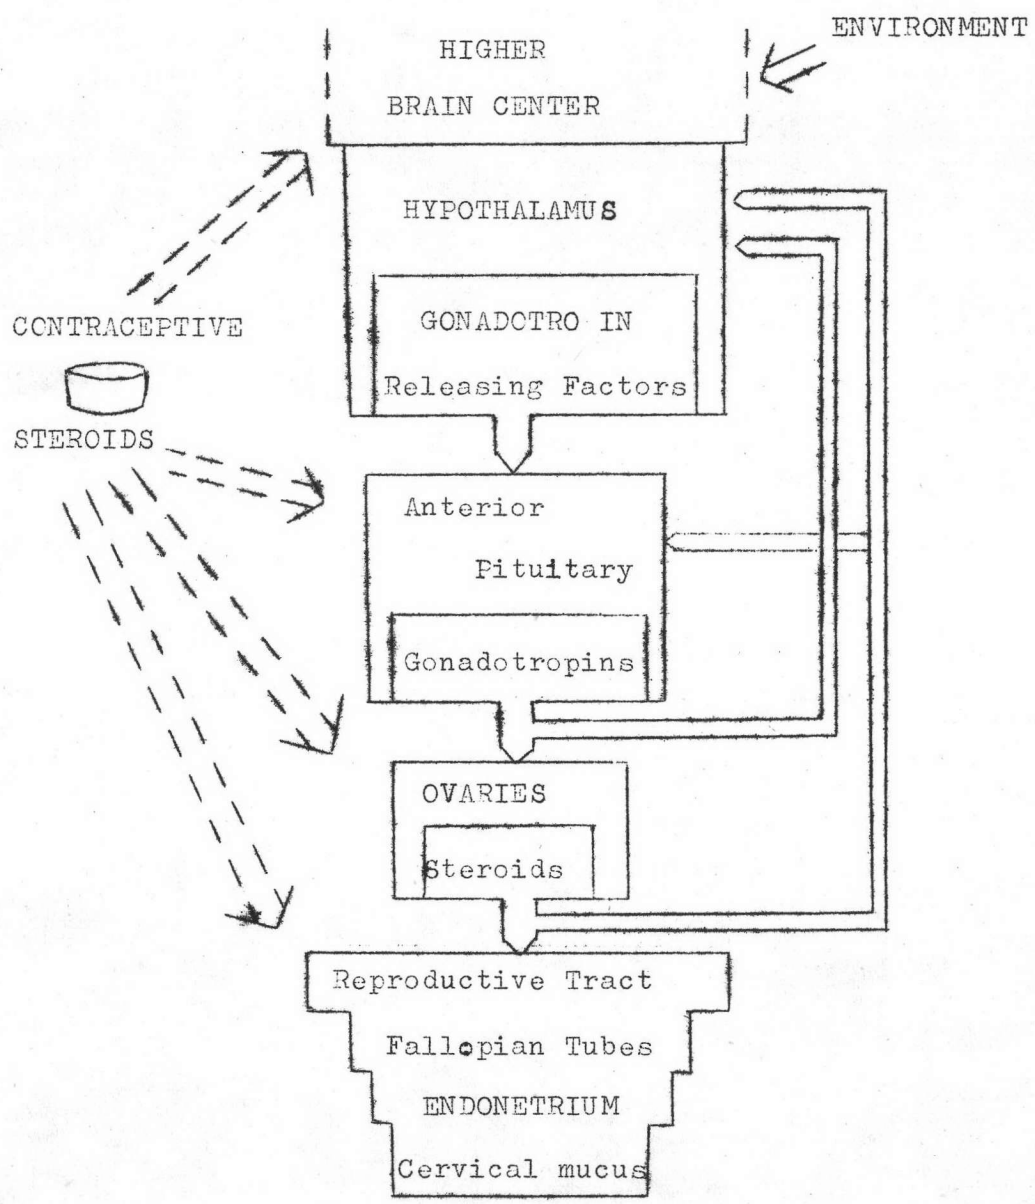 ENVIRONMENT
HIGHER
BRAIN CENTER
HYPOTHALAMUS
CONTRACEPTIVE
STEROIDS
GONADOTRO IN
Releasing Factors
Anterior
Pituitary
Gonadotropins
OVARIES
Steroids
Reproductive Tract
Fallopian Tubes
ENDONETRIUM
Cervical mucus